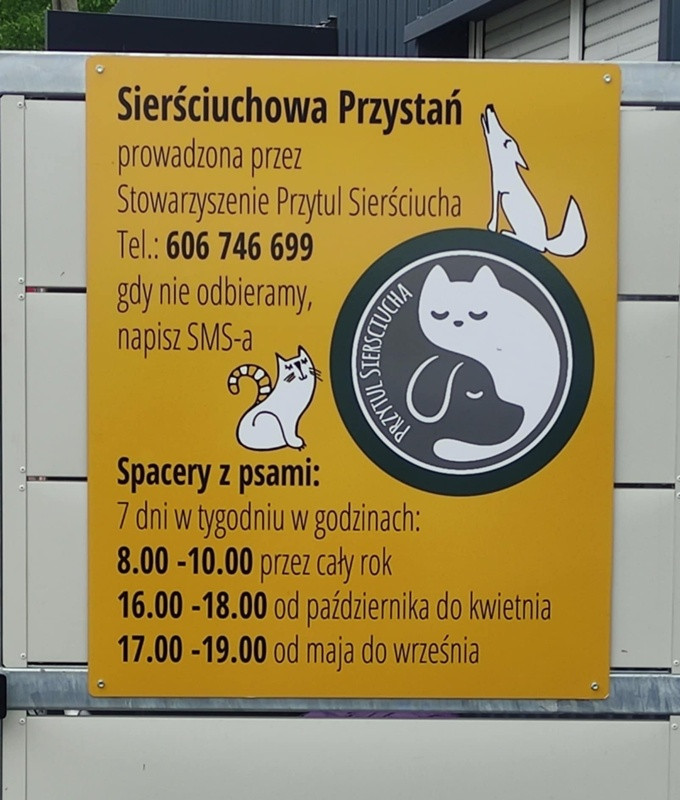 Sierściuchowa Przystań
prowadzona przez
Stowarzyszenie Przytul Sierściucha
Tel.: 606 746 699
gdy nie odbieramy,
napisz SMS-a
PRZYTUL SIERŚCIUCHA
Spacery z psami:
7 dni w tygodniu w godzinach:
8.00 -10.00 przez cały rok
16.00 -18.00 od października do kwietnia
17.00 -19.00 od maja do września